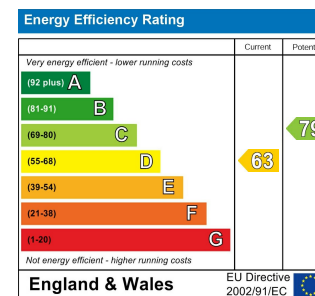 Energy Efficiency Rating
Current Potent
Very energy efficient - lower running costs
(92 plus) A
(81-91) B
(69-80) C
79
(55-68) D
63
(39-54) E
(21-38) F
(1-20) G
Not energy efficient - higher running costs
England & Wales
EU Directive
2002/91/EC